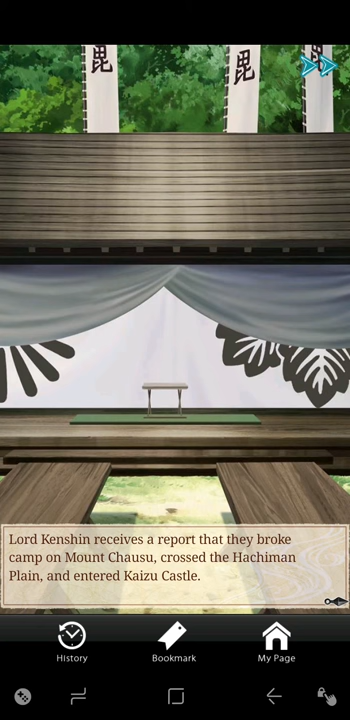 毘
毘
毘
Lord Kenshin receives a report that they broke
camp on Mount Chausu, crossed the Hachiman
Plain, and entered Kaizu Castle.
History
Bookmark
My Page